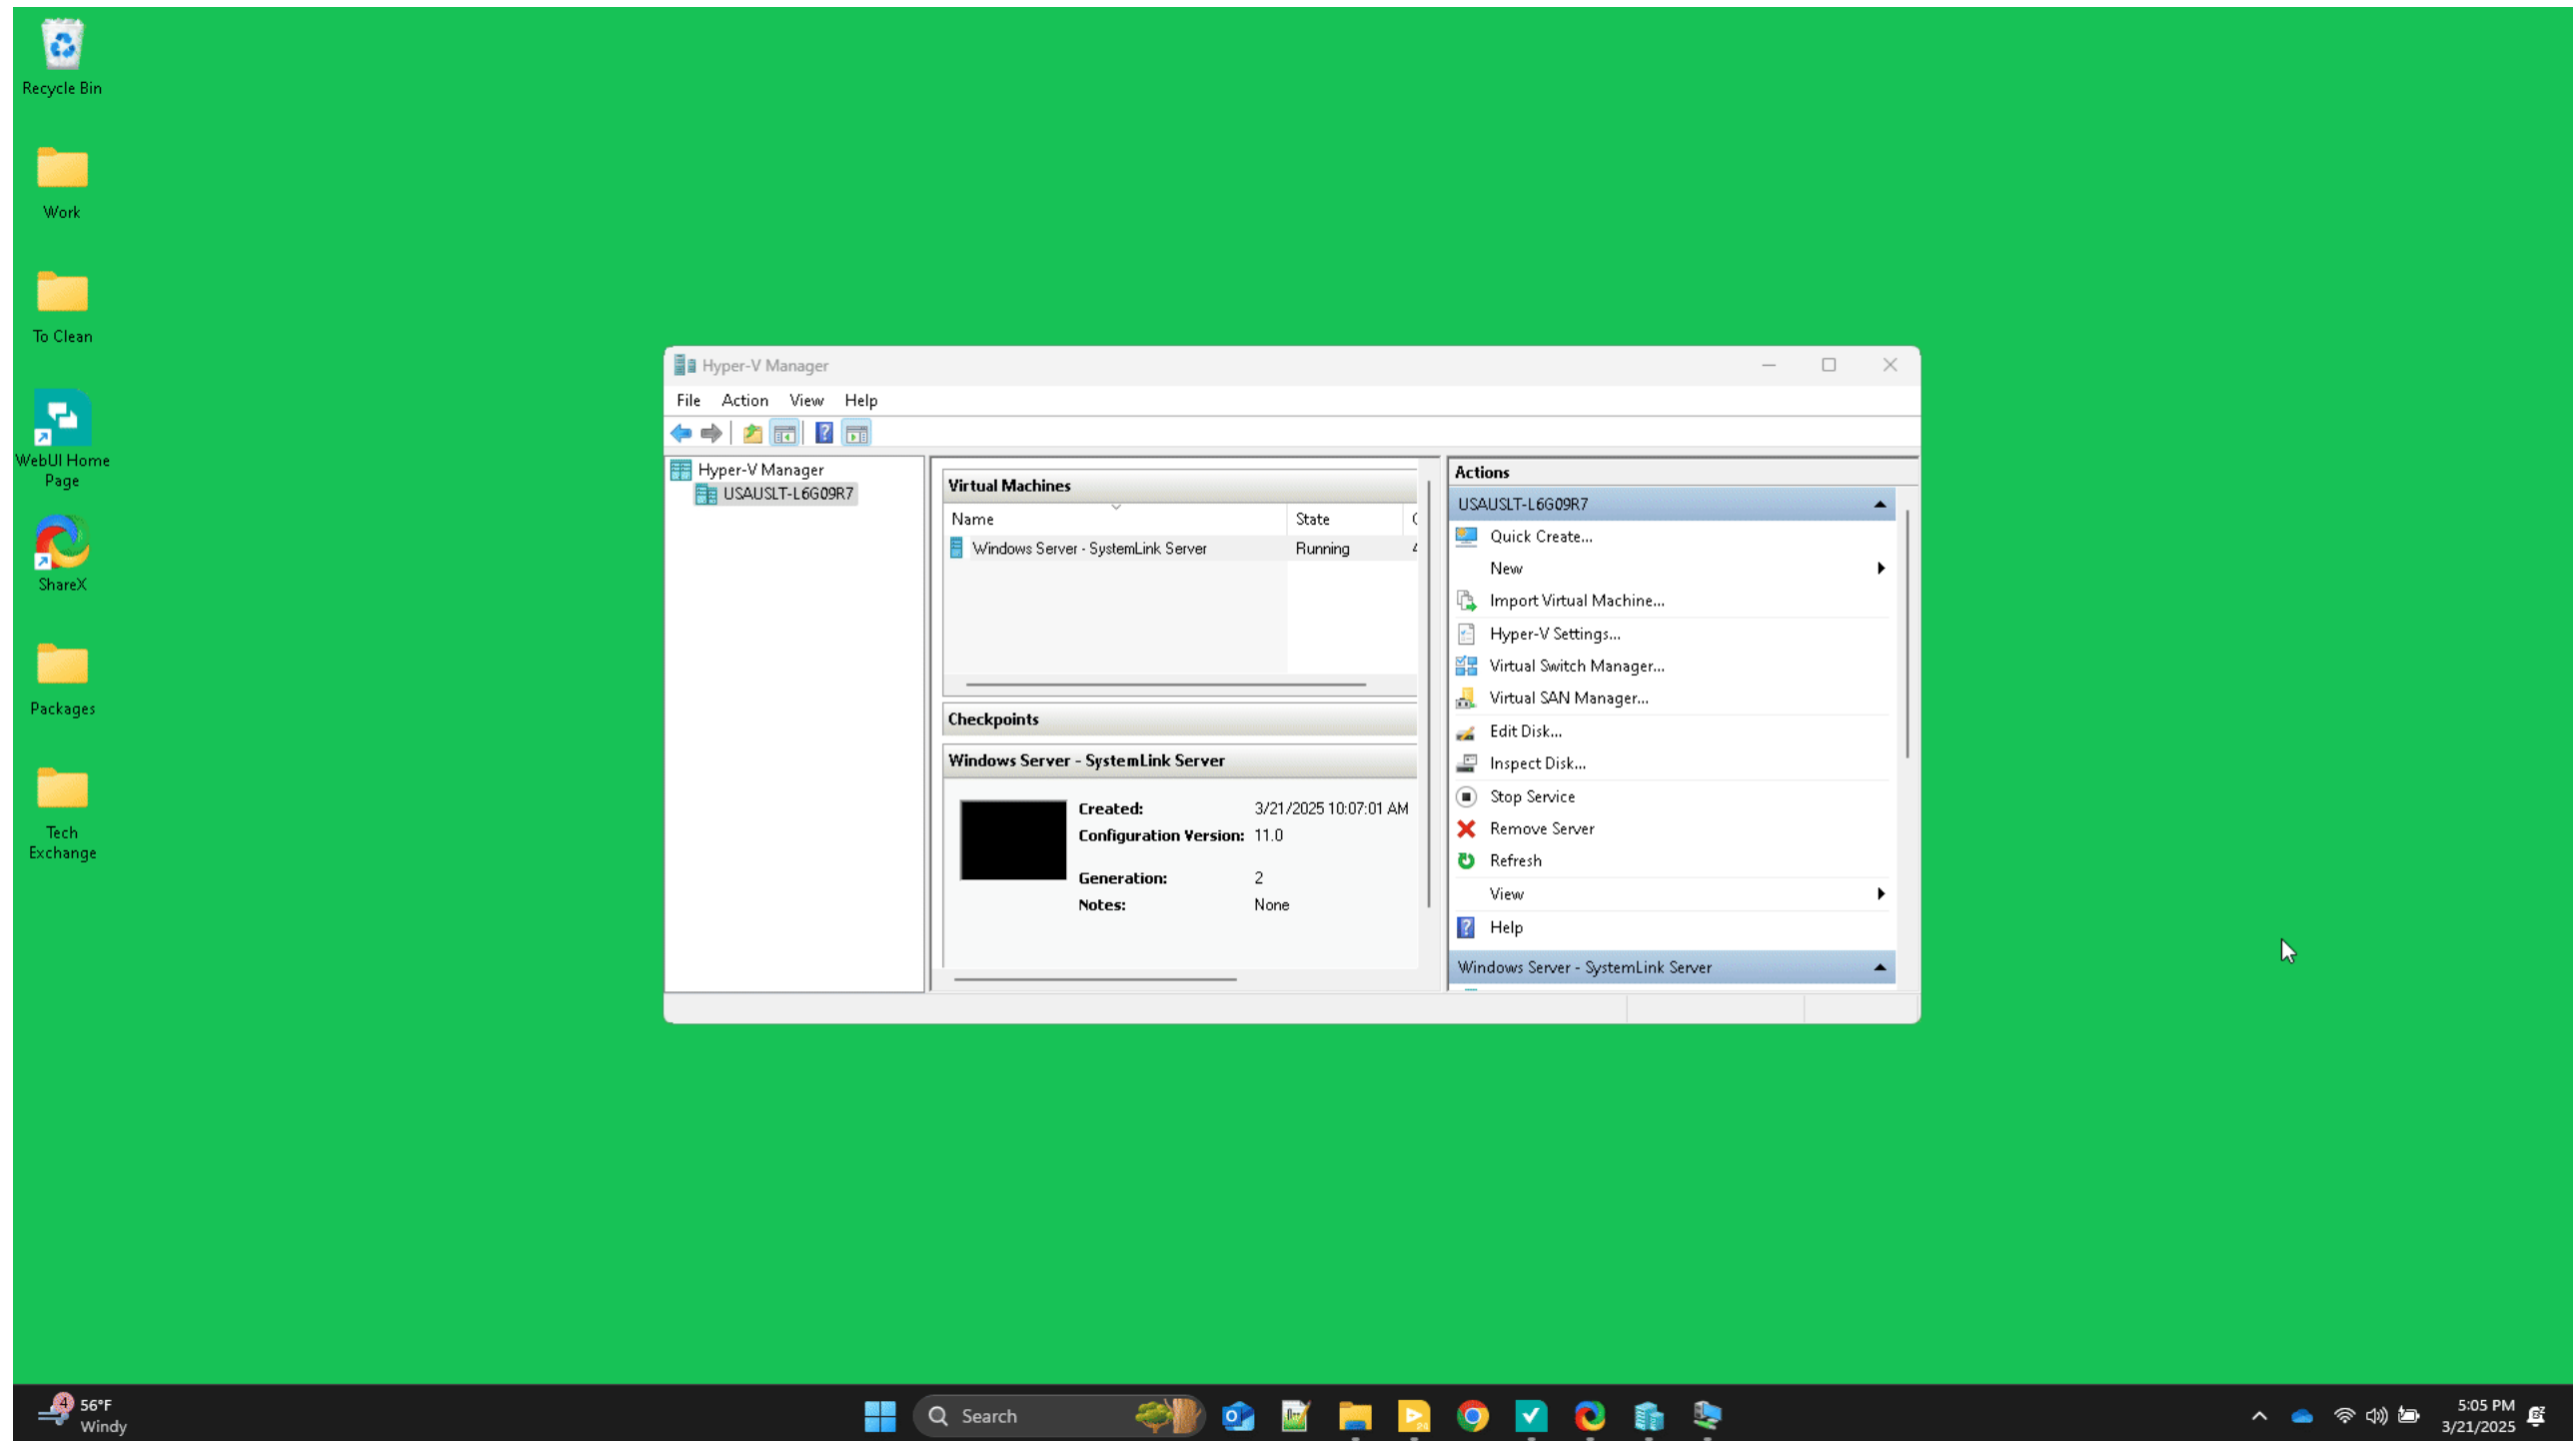 Recycle Bin
Work
To Clean
WebUI Home
Page
ShareX
Packages
Tech
Exchange
Hyper-V Manager
File Action View Help
Hyper-V Manager
USAUSLT-L6G09R7
Virtual Machines
Name State
Windows Server - SystemLink Server Running
Checkpoints
Windows Server - SystemLink Server
Created: 3/21/2025 10:07:01 AM
Configuration Version: 11.0
Generation: 2
Notes: None
Actions
USAUSLT-L6G09R7
Quick Create...
New
Import Virtual Machine...
Hyper-V Settings...
Virtual Switch Manager...
Virtual SAN Manager...
Edit Disk...
Inspect Disk...
Stop Service
Remove Server
Refresh
View
Help
Windows Server - SystemLink Server
4
56°F
Windy
Search
5:05 PM
3/21/2025